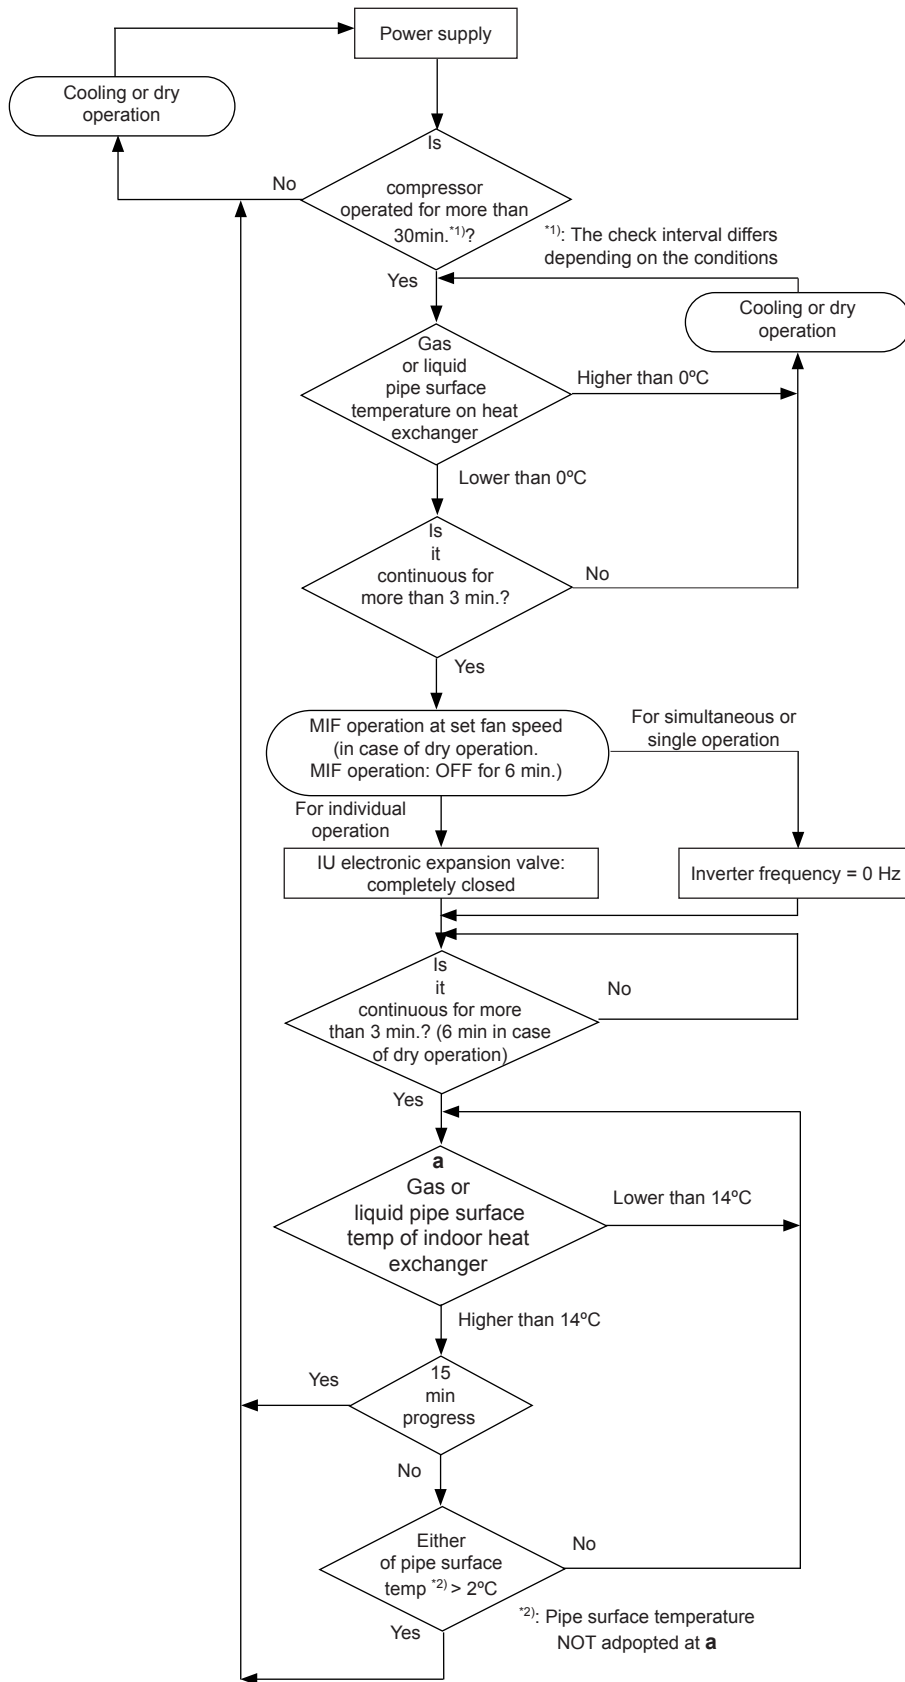 Power supply
Cooling or dry
operation
Is
compressor
operated for more than
30min.*1)?
No
*1): The check interval differs
depending on the conditions
Yes
Cooling or dry
operation
Gas
or liquid
pipe surface
temperature on heat
exchanger
Higher than 0ºC
Lower than 0ºC
Is
it
continuous for
more than 3 min.?
No
Yes
MIF operation at set fan speed
(in case of dry operation.
MIF operation: OFF for 6 min.)
For simultaneous or
single operation
For individual
operation
IU electronic expansion valve:
completely closed
Inverter frequency = 0 Hz
Is
it
continuous for more
than 3 min.? (6 min in case
of dry operation)
No
Yes
a
Gas or
liquid pipe surface
temp of indoor heat
exchanger
Lower than 14ºC
Higher than 14ºC
15
min
progress
Yes
No
Either
of pipe surface
temp *2) > 2ºC
No
*2): Pipe surface temperature
NOT adpopted at a
Yes